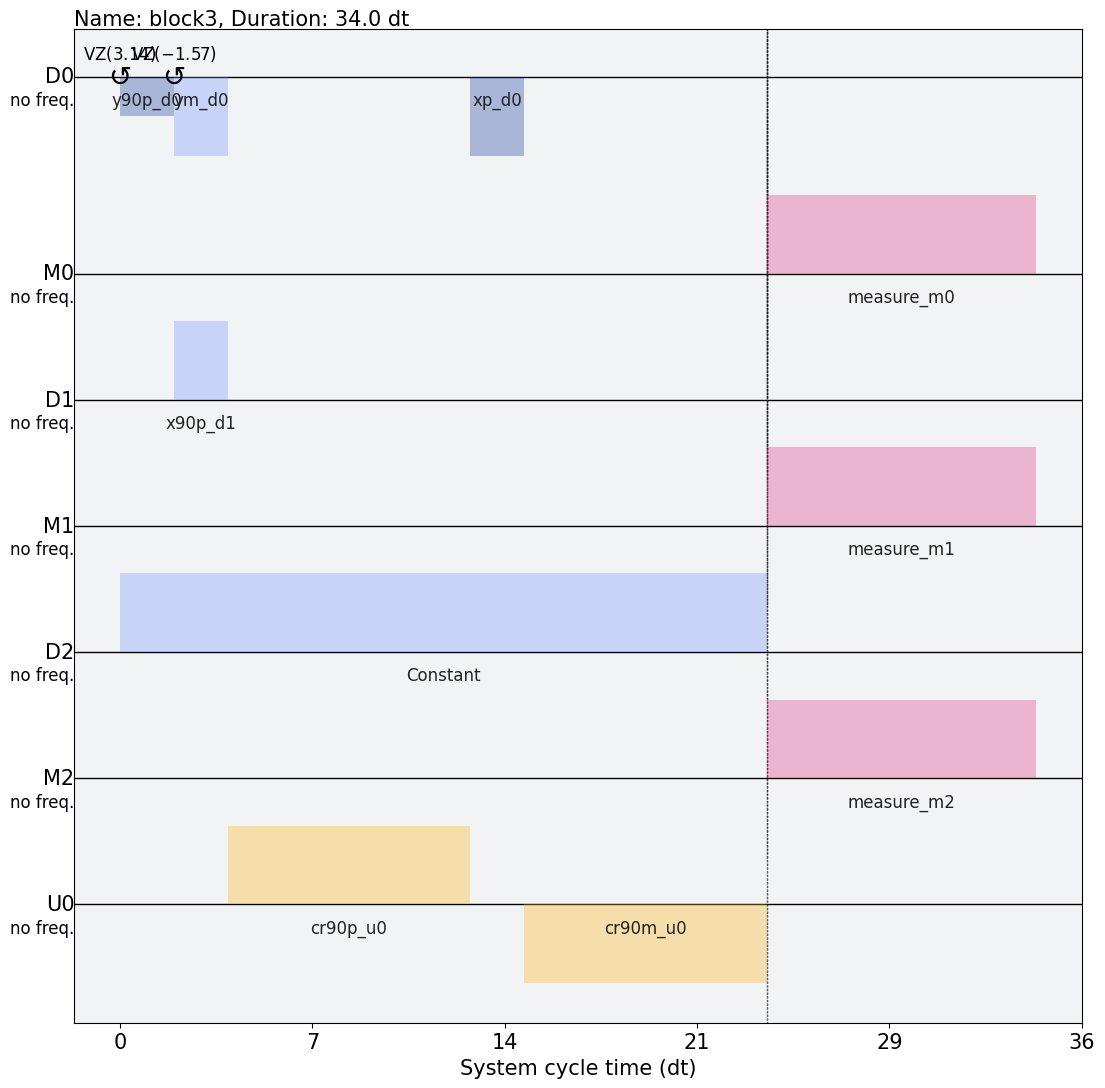 Name: block3, Duration: 34.0 dt
VZ(3.14) VZ(−1.57)
D0
no freq. y90p_d0 ym_d0 xp_d0
M0
no freq. measure_m0
D1
no freq. x90p_d1
M1
no freq. measure_m1
D2
no freq. Constant
M2
no freq. measure_m2
U0
no freq. cr90p_u0 cr90m_u0
0 7 14 21 29 36
System cycle time (dt)